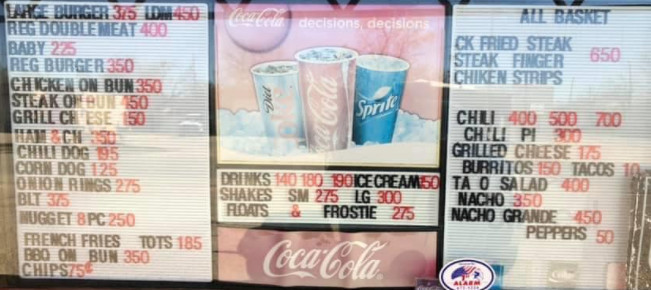 LARGE BURGER 375 LDM 450
REG DOUBLE MEAT 400
BABY 225
REG BURGER 350
CHICKEN ON BUN 350
STEAK ON BUN 450
GRILL CH ESE 150
HAM & CH 350
CHILI DOG 195
CORN DOG 125
ONION RINGS 275
BLT 375
NUGGET 8 PC 250
FRENCH FRIES TOTS 185
BBQ ON BUN 350
CHIPS 75¢
Coca-Cola
decisions, decisions
Diet
Coca-Cola
Sprite
DRINKS 140 180 190 ICE CREAM 150
SHAKES SM 275 LG 300
FLOATS & FROSTIE 275
Coca-Cola
ALL BASKET
CK FRIED STEAK
STEAK FINGER 650
CHIKEN STRIPS
CHILI 400 500 700
CHILI PI 300
GRILLED CHEESE 175
BURRITOS 150 TACOS 10
TA O SALAD 400
NACHO 350
NACHO GRANDE 450
PEPPERS 50
ALARM